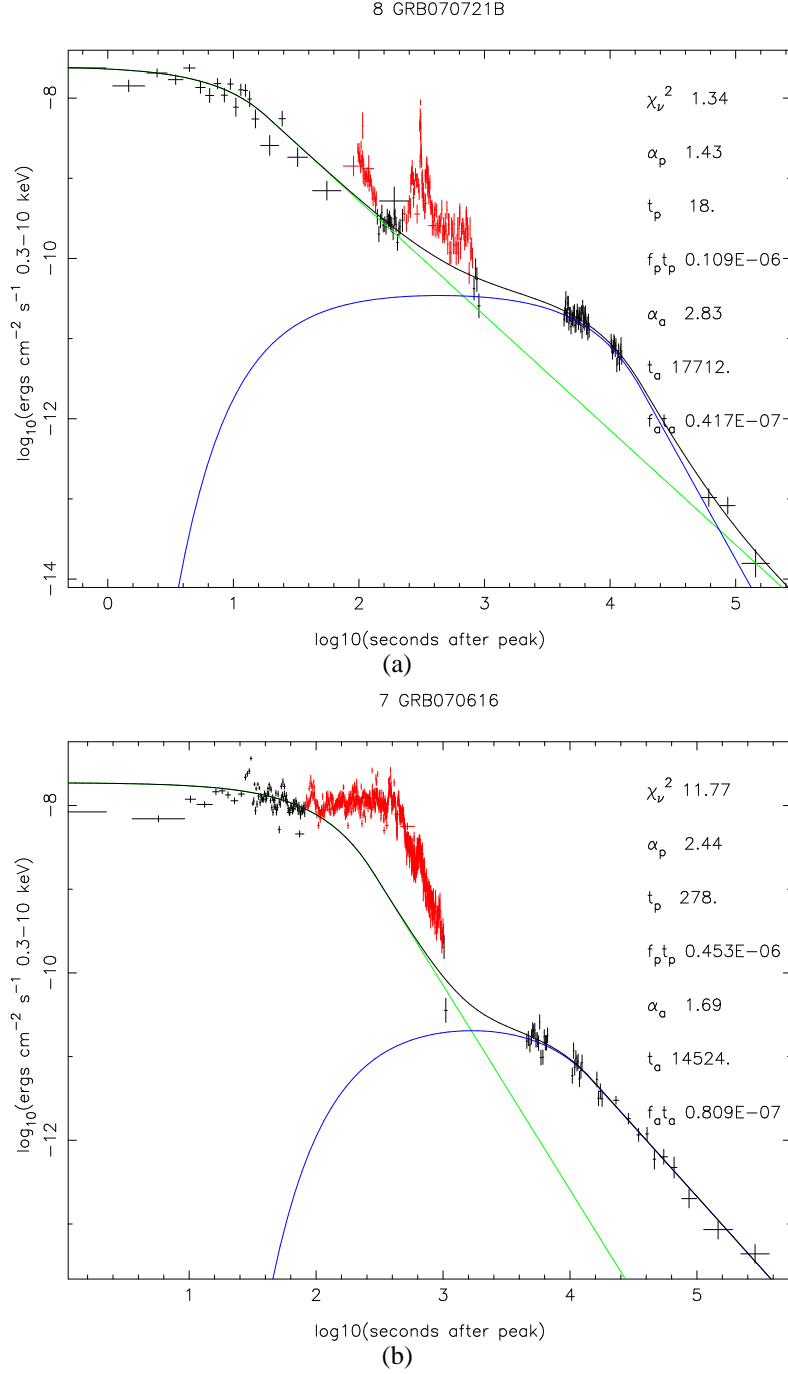 8 GRB070721B
χν² 1.34
αp 1.43
tp 18.
fptp 0.109E-06
αa 2.83
ta 17712.
fata 0.417E-07
log10(ergs cm−2 s−1 0.3−10 keV)
−8
−10
−12
−14
0 1 2 3 4 5
log10(seconds after peak)
(a)
7 GRB070616
χν² 11.77
αp 2.44
tp 278.
fptp 0.453E-06
αa 1.69
ta 14524.
fata 0.809E-07
log10(ergs cm−2 s−1 0.3−10 keV)
−8
−10
−12
1 2 3 4 5
log10(seconds after peak)
(b)